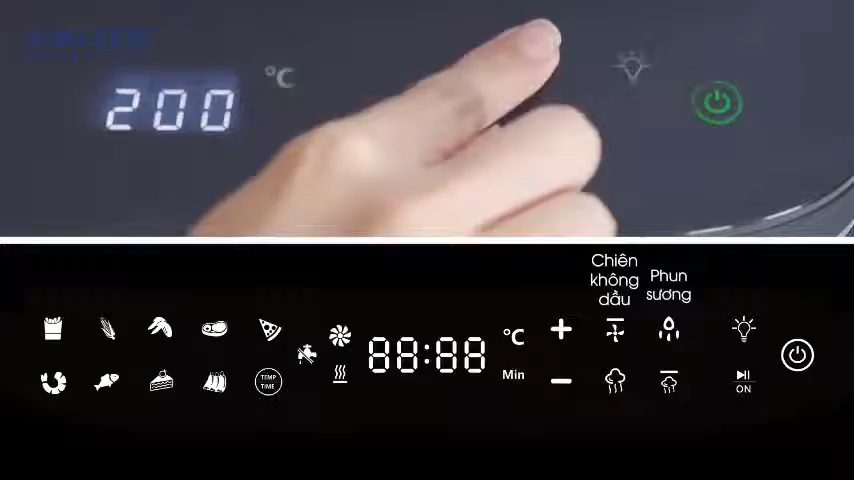 200
°C
Chiên
không
dầu
Phun
sương
88:88
°C
Min
TEMP
TIME
ON